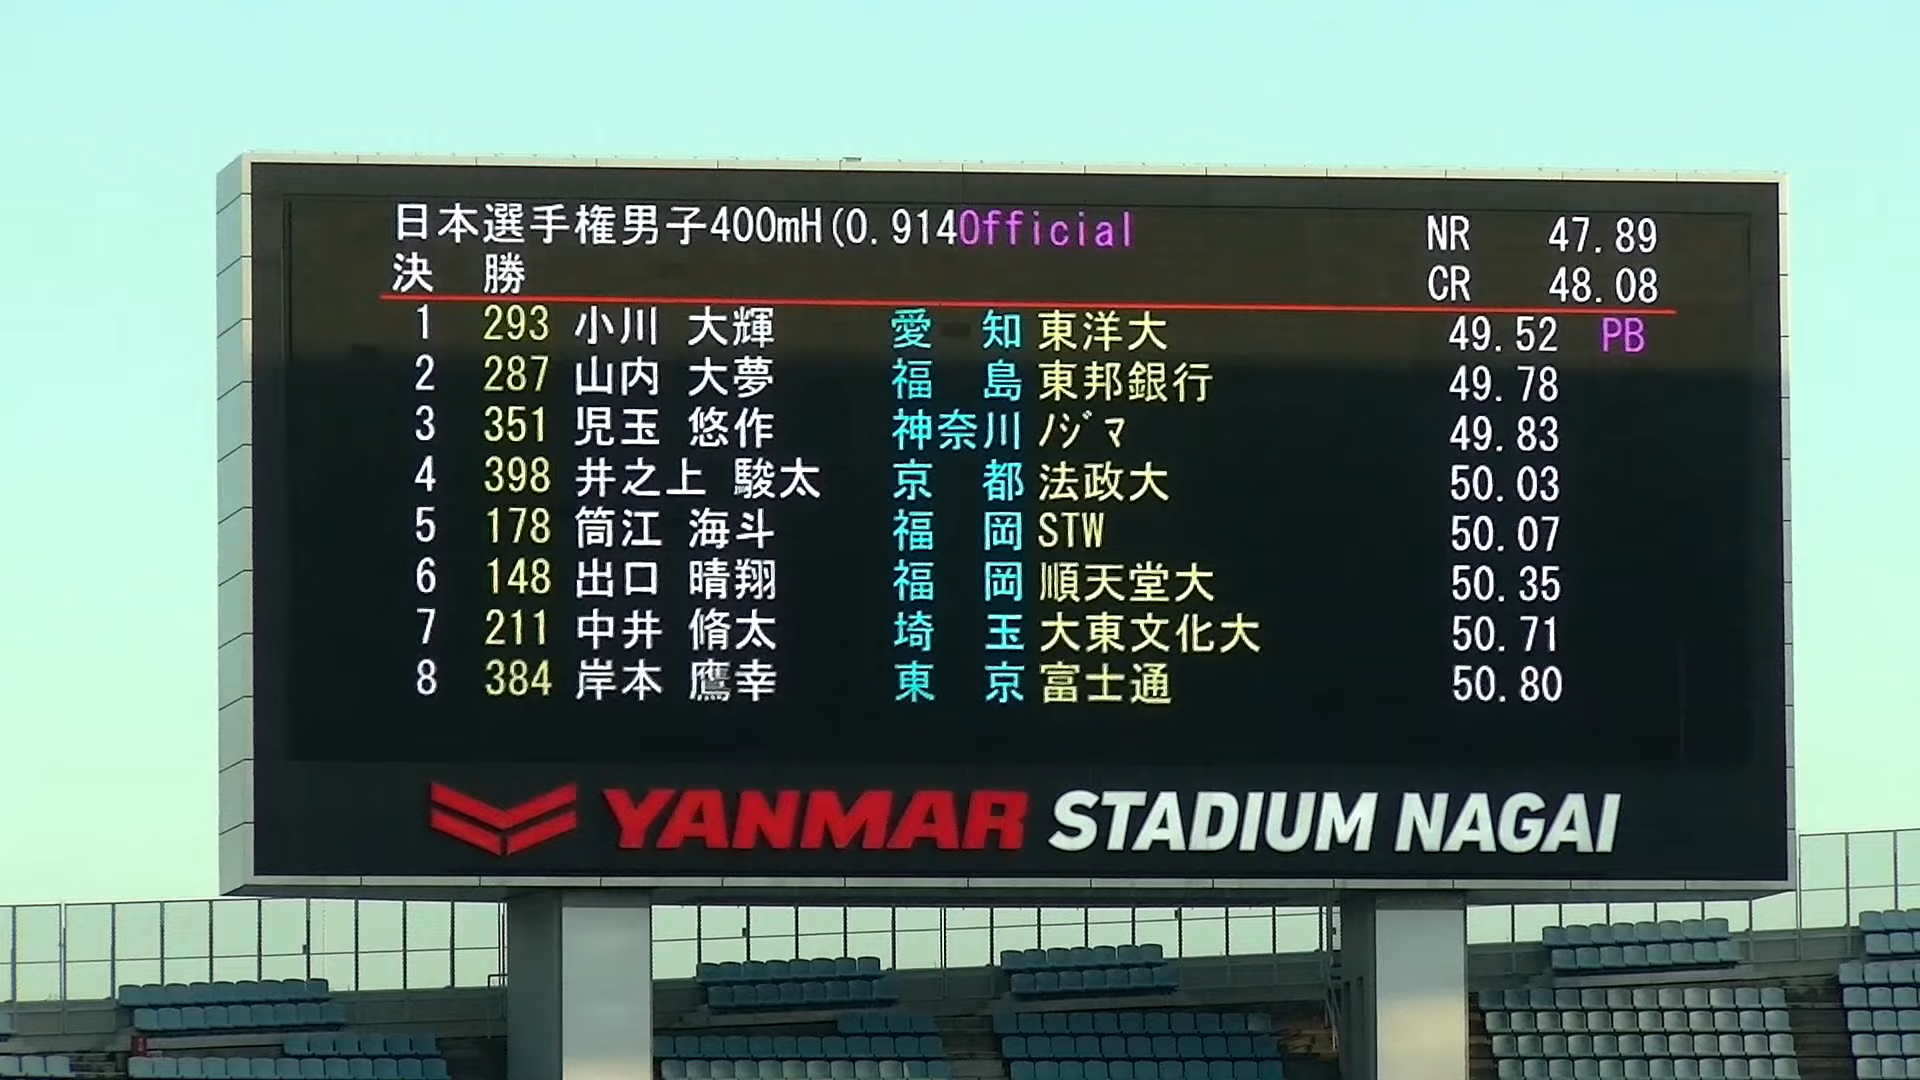 日本選手権男子400mH(0.914Official NR 47.89
決 勝 CR 48.08
1 293 小川 大輝 愛 知 東洋大 49.52 PB
2 287 山内 大夢 福 島 東邦銀行 49.78
3 351 児玉 悠作 神奈川 ﾉｼﾞﾏ 49.83
4 398 井之上 駿太 京 都 法政大 50.03
5 178 筒江 海斗 福 岡 STW 50.07
6 148 出口 晴翔 福 岡 順天堂大 50.35
7 211 中井 脩太 埼 玉 大東文化大 50.71
8 384 岸本 鷹幸 東 京 富士通 50.80
YANMAR STADIUM NAGAI